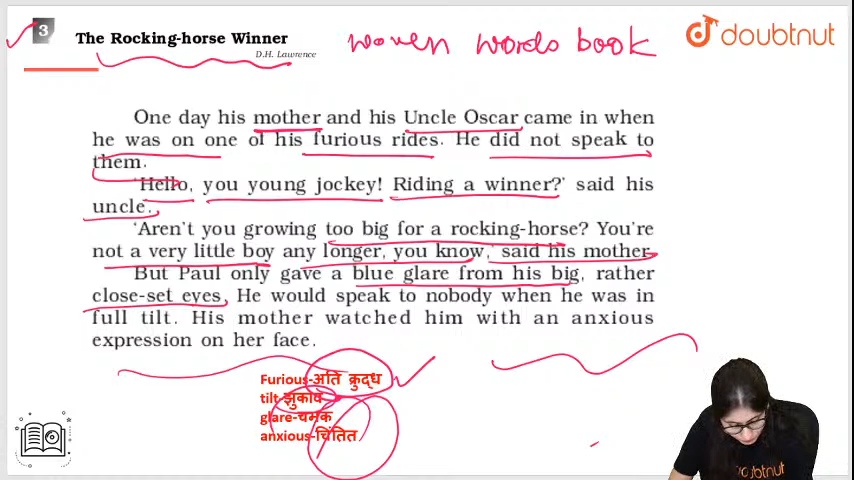 3
The Rocking-horse Winner
D.H. Lawrence
woven words book
doubtnut
One day his mother and his Uncle Oscar came in when
he was on one of his furious rides. He did not speak to
them.
'Hello, you young jockey! Riding a winner?' said his
uncle.
'Aren't you growing too big for a rocking-horse? You're
not a very little boy any longer, you know,' said his mother.
But Paul only gave a blue glare from his big, rather
close-set eyes. He would speak to nobody when he was in
full tilt. His mother watched him with an anxious
expression on her face.
Furious-अति क्रुद्ध
tilt झुकाव
glare-चमक
anxious-चिंतित
doubtnut